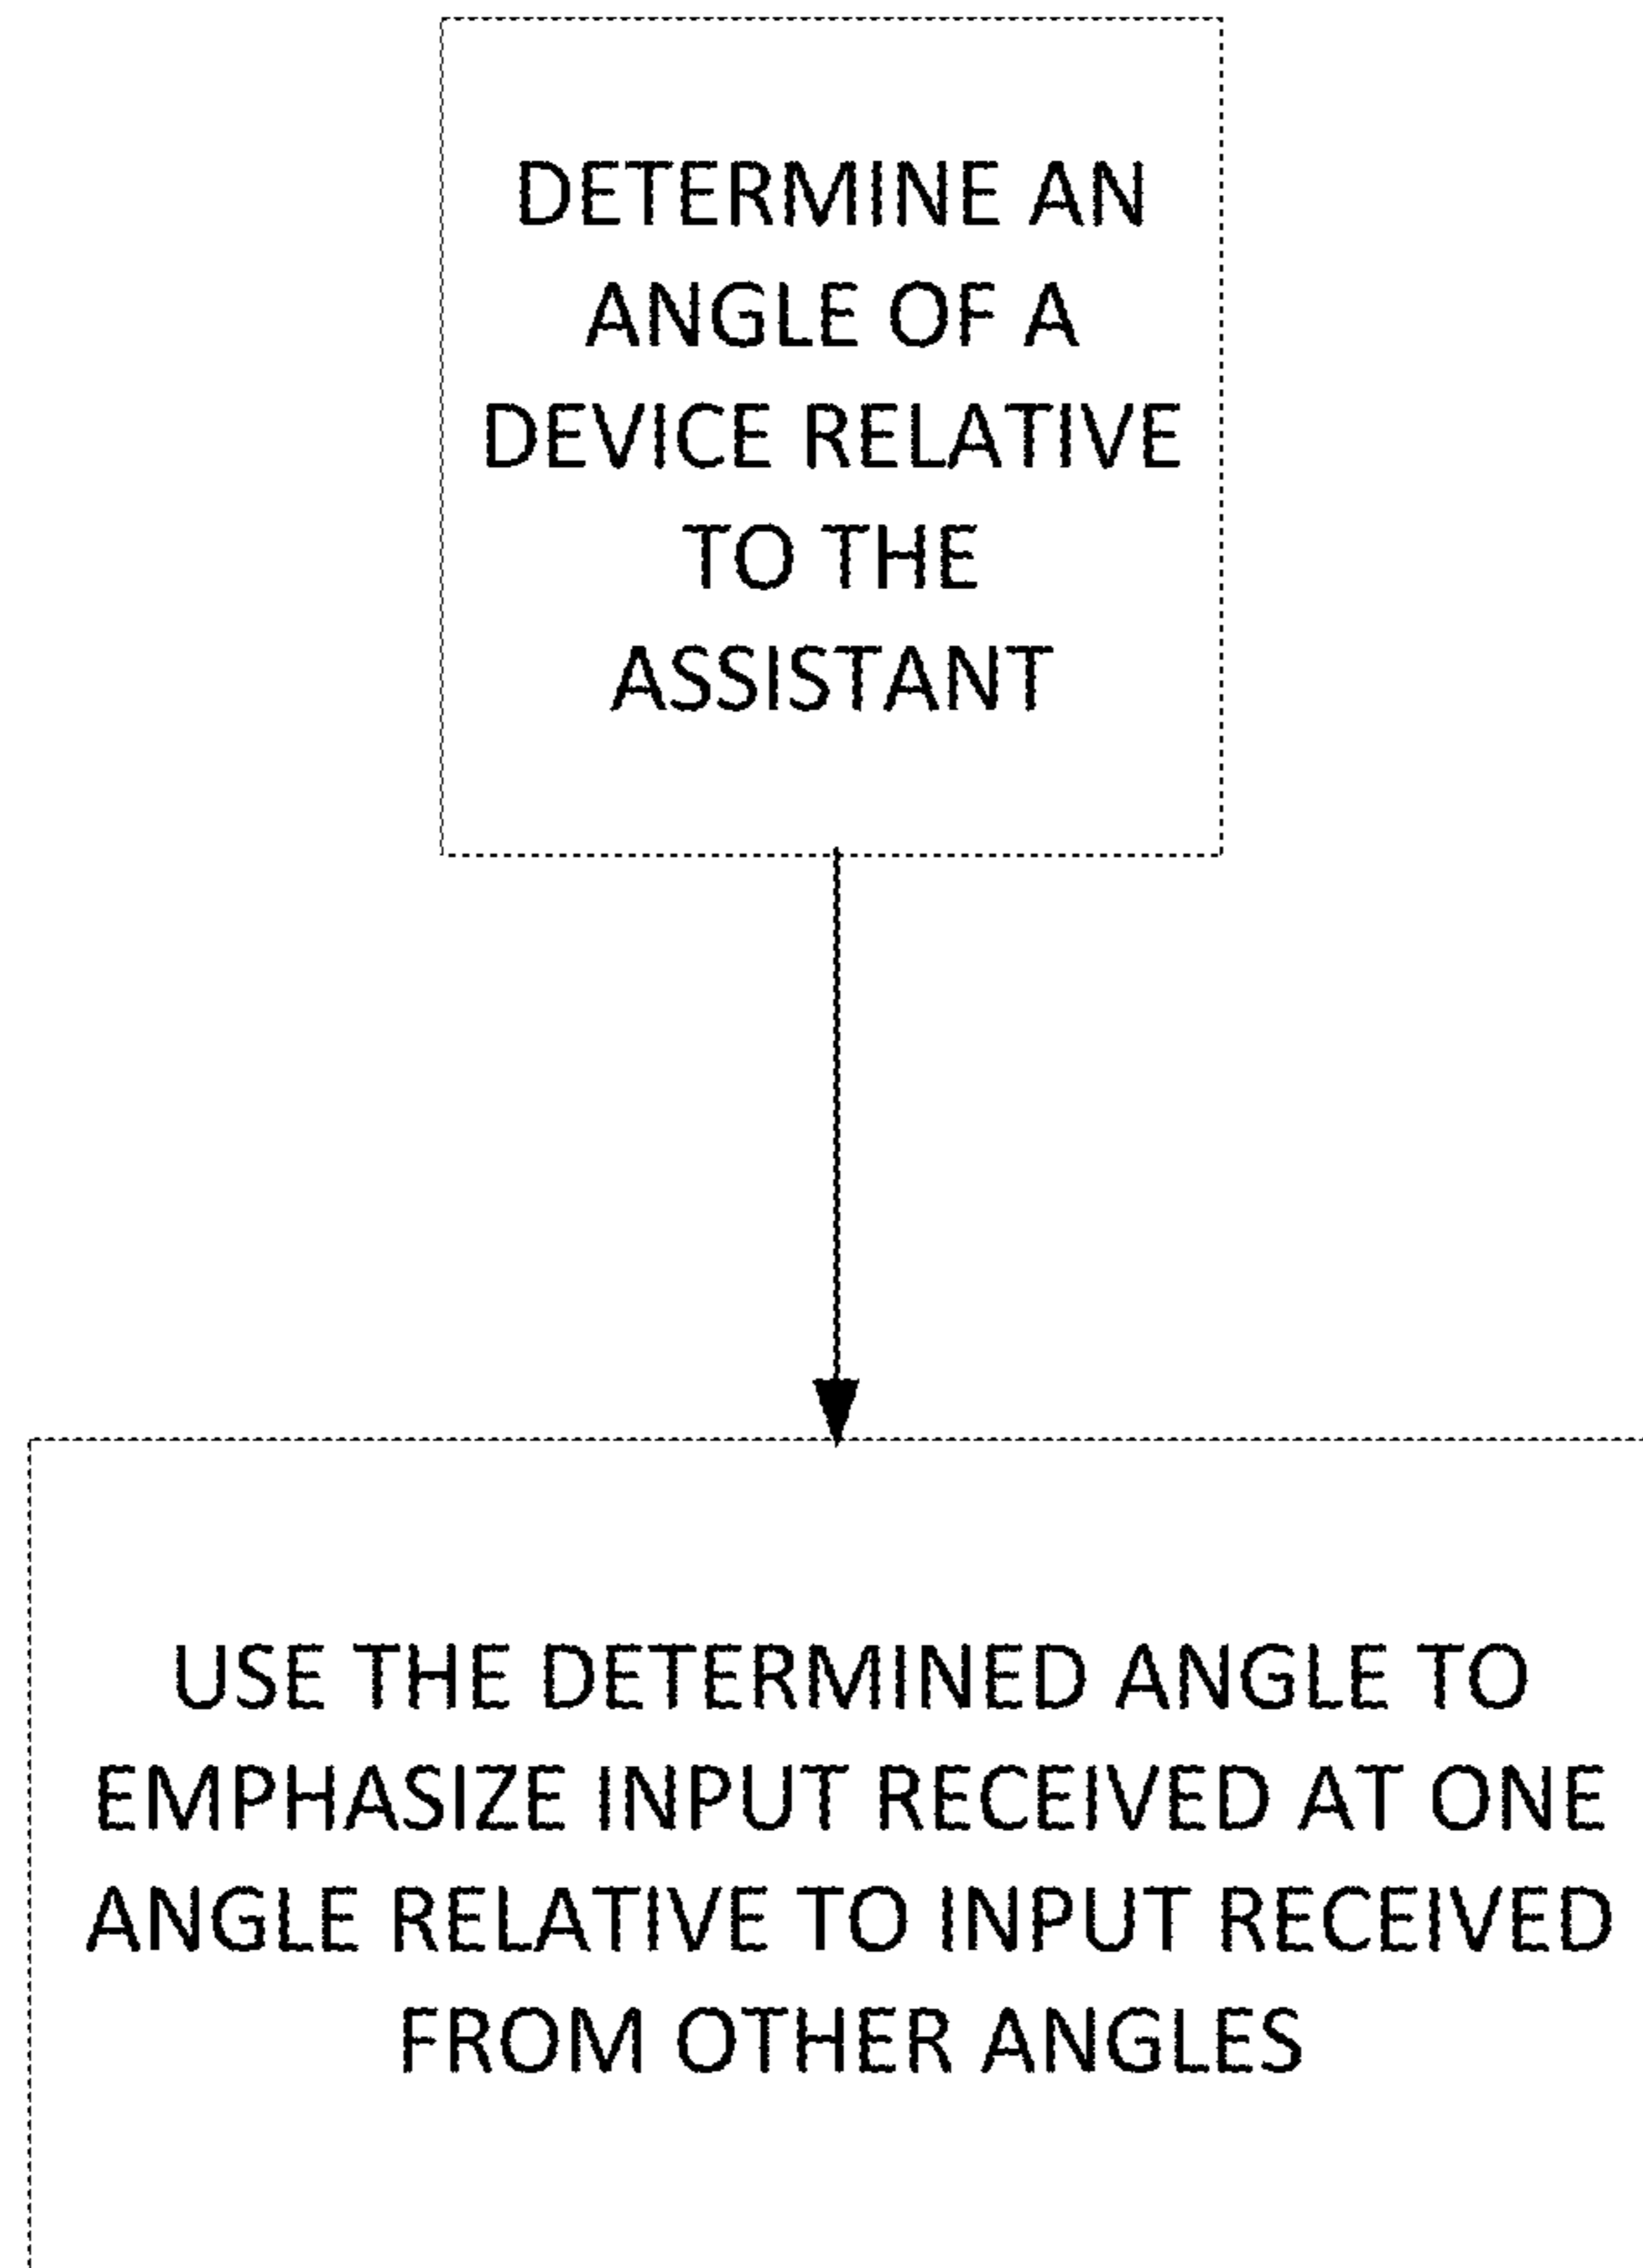 DETERMINE AN
ANGLE OF A
DEVICE RELATIVE
TO THE
ASSISTANT
USE THE DETERMINED ANGLE TO
EMPHASIZE INPUT RECEIVED AT ONE
ANGLE RELATIVE TO INPUT RECEIVED
FROM OTHER ANGLES